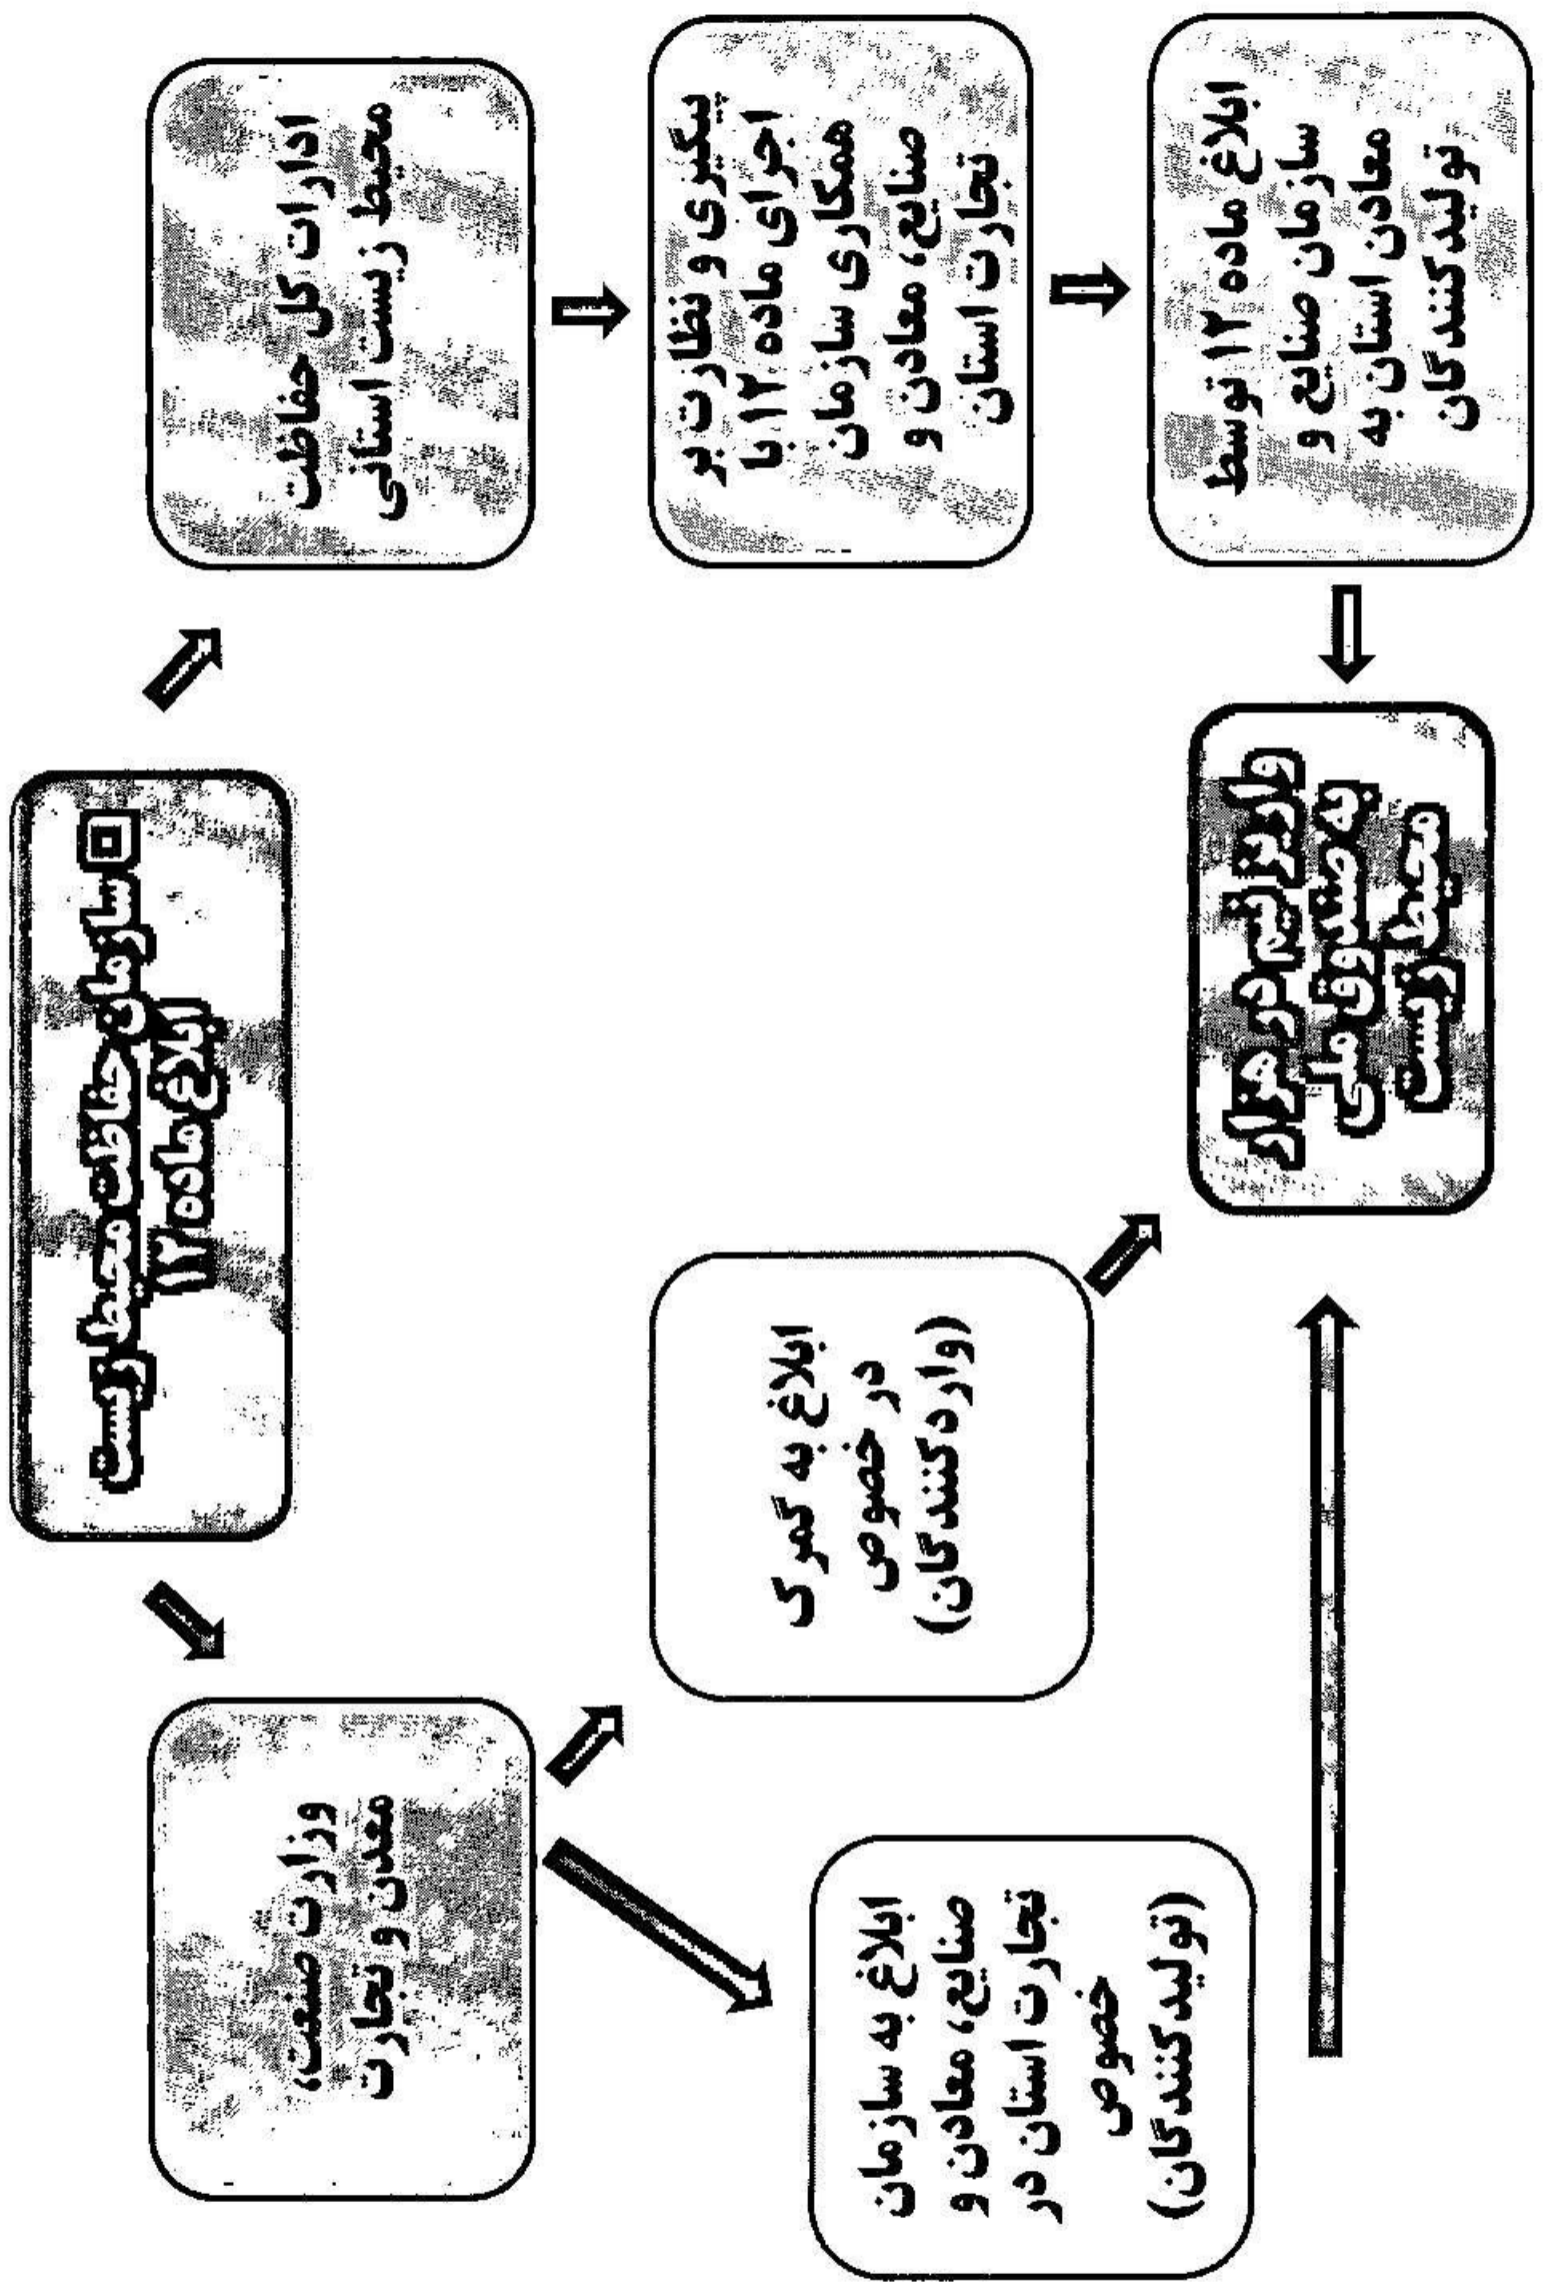 سازمان حفاظت محیط زیست
ابلاغ ماده ۱۲
ادارات کل حفاظت
محیط زیست استانی
پیگیری و نظارت بر
اجرای ماده ۱۲ با
همکاری سازمان
صنایع، معادن و
تجارت استان
ابلاغ ماده ۱۲ توسط
سازمان صنایع و
معادن استان به
تولیدکنندگان
وزارت صنعت،
معدن و تجارت
ابلاغ به گمرک
در خصوص
(واردکنندگان)
ابلاغ به سازمان
صنایع، معادن و
تجارت استان در
خصوص
(تولیدکنندگان)
واریز نیم در هزار
به صندوق ملی
محیط زیست